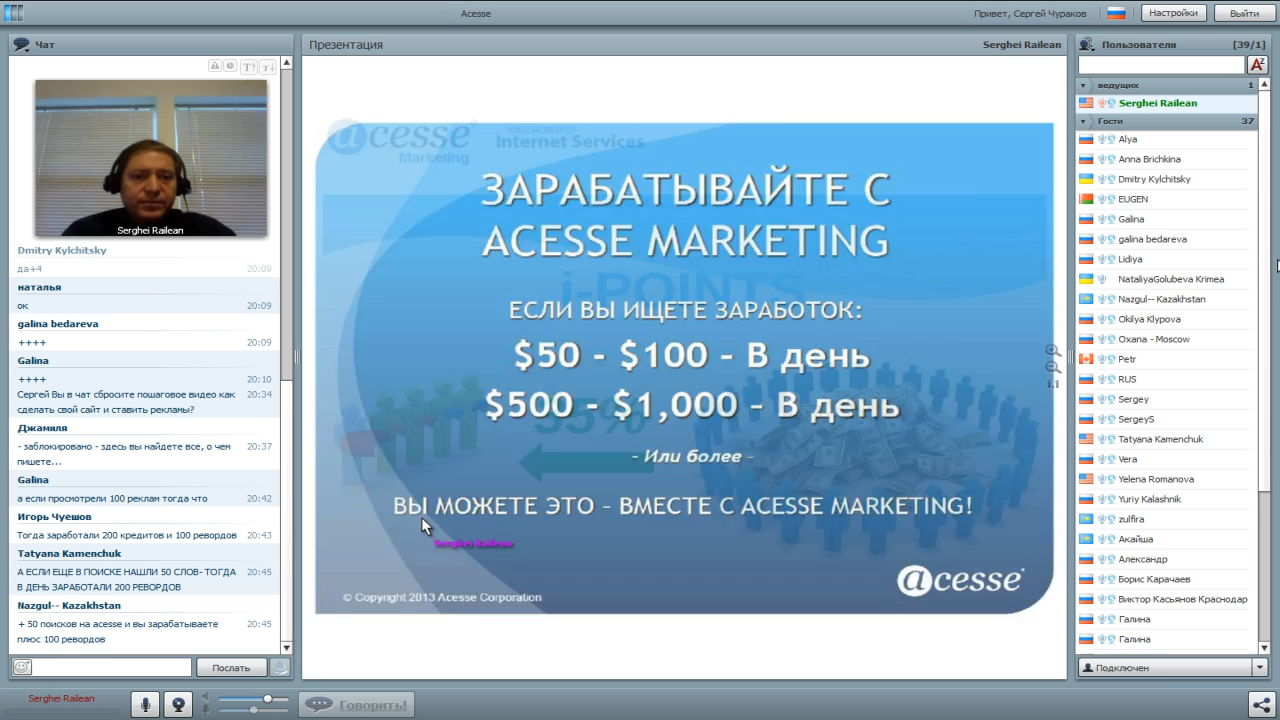 Acesse
Привет, Сергей Чураков
Настройки
Выйти
Чат
Serghei Railean
Dmitry Kylchitsky
да+4 20:09
наталья
ок 20:09
galina bedareva
++++ 20:09
Galina
++++ 20:10
Сергей Вы в чат сбросите пошаговое видео как 20:34
сделать свой сайт и ставить рекланы?
Джамиля
- заблокировано - здесь вы найдете все, о чем 20:37
пишете...
Galina
а если просмотрели 100 реклам тогда что 20:42
Игорь Чуешов
Тогда заработали 200 кредитов и 100 ревордов 20:43
Tatyana Kamenchuk
А ЕСЛИ ЕЩЕ В ПОИСКЕ НАШЛИ 50 СЛОВ- ТОГДА 20:45
В ДЕНЬ ЗАРАБОТАЛИ 200 РЕВОРДОВ
Nazgul-- Kazakhstan
+ 50 поисков на acesse и вы зарабатываете 20:45
плюс 100 ревордов
Послать
Serghei Railean
Говорить!
Презентация
Serghei Railean
acesse
Marketing
Internet Services
ЗАРАБАТЫВАЙТЕ С
ACESSE MARKETING
i-POINTS
ЕСЛИ ВЫ ИЩЕТЕ ЗАРАБОТОК:
$50 - $100 - В день
$500 - $1,000 - В день
- Или более -
ВЫ МОЖЕТЕ ЭТО - ВМЕСТЕ С ACESSE MARKETING!
Serghei Railean
acesse
© Copyright 2013 Acesse Corporation
Пользователи [39/1]
ведущих 1
Serghei Railean
Гости 37
Alya
Anna Brichkina
Dmitry Kylchitsky
EUGEN
Galina
galina bedareva
Lidiya
NataliyaGolubeva Krimea
Nazgul-- Kazakhstan
Okilya Klypova
Oxana - Moscow
Petr
RUS
Sergey
SergeyS
Tatyana Kamenchuk
Vera
Yelena Romanova
Yuriy Kalashnik
zulfira
Акайша
Александр
Борис Карачаев
Виктор Касьянов Краснодар
Галина
Галина
Подключен